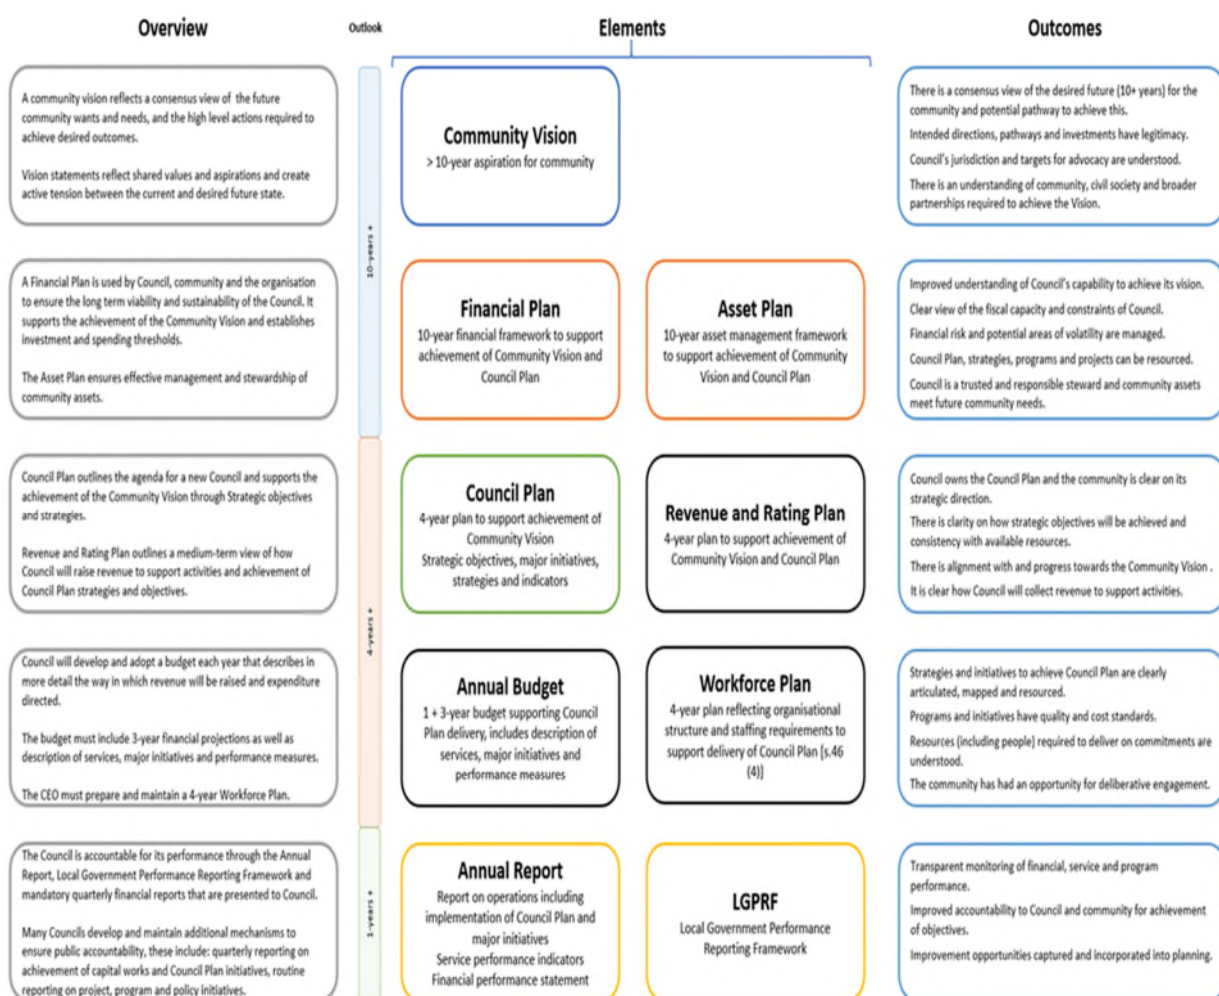 Overview
Outlook
Elements
Outcomes
A community vision reflects a consensus view of the future
community wants and needs, and the high level actions required to
achieve desired outcomes.
Vision statements reflect shared values and aspirations and create
active tension between the current and desired future state.
10-years +
Community Vision
> 10-year aspiration for community
There is a consensus view of the desired future (10+ years) for the
community and potential pathway to achieve this.
Intended directions, pathways and investments have legitimacy.
Council's jurisdiction and targets for advocacy are understood.
There is an understanding of community, civil society and broader
partnerships required to achieve the Vision.
A Financial Plan is used by Council, community and the organisation
to ensure the long term viability and sustainability of the Council. It
supports the achievement of the Community Vision and establishes
investment and spending thresholds.
The Asset Plan ensures effective management and stewardship of
community assets.
Financial Plan
10-year financial framework to support
achievement of Community Vision and
Council Plan
Asset Plan
10-year asset management framework
to support achievement of Community
Vision and Council Plan
Improved understanding of Council's capability to achieve its vision.
Clear view of the fiscal capacity and constraints of Council.
Financial risk and potential areas of volatility are managed.
Council Plan, strategies, programs and projects can be resourced.
Council is a trusted and responsible steward and community assets
meet future community needs.
Council Plan outlines the agenda for a new Council and supports the
achievement of the Community Vision through Strategic objectives
and strategies.
Revenue and Rating Plan outlines a medium-term view of how
Council will raise revenue to support activities and achievement of
Council Plan strategies and objectives.
4-years +
Council Plan
4-year plan to support achievement of
Community Vision
Strategic objectives, major initiatives,
strategies and indicators
Revenue and Rating Plan
4-year plan to support achievement of
Community Vision and Council Plan
Council owns the Council Plan and the community is clear on its
strategic direction.
There is clarity on how strategic objectives will be achieved and
consistency with available resources.
There is alignment with and progress towards the Community Vision .
It is clear how Council will collect revenue to support activities.
Council will develop and adopt a budget each year that describes in
more detail the way in which revenue will be raised and expenditure
directed.
The budget must include 3-year financial projections as well as
description of services, major initiatives and performance measures.
The CEO must prepare and maintain a 4-year Workforce Plan.
Annual Budget
1 + 3-year budget supporting Council
Plan delivery, includes description of
services, major initiatives and
performance measures
Workforce Plan
4-year plan reflecting organisational
structure and staffing requirements to
support delivery of Council Plan [s.46
(4)]
Strategies and initiatives to achieve Council Plan are clearly
articulated, mapped and resourced.
Programs and initiatives have quality and cost standards.
Resources (including people) required to deliver on commitments are
understood.
The community has had an opportunity for deliberative engagement.
The Council is accountable for its performance through the Annual
Report, Local Government Performance Reporting Framework and
mandatory quarterly financial reports that are presented to Council.
Many Councils develop and maintain additional mechanisms to
ensure public accountability, these include: quarterly reporting on
achievement of capital works and Council Plan initiatives, routine
reporting on project, program and policy initiatives.
1-years +
Annual Report
Report on operations including
implementation of Council Plan and
major initiatives
Service performance indicators
Financial performance statement
LGPRF
Local Government Performance
Reporting Framework
Transparent monitoring of financial, service and program
performance.
Improved accountability to Council and community for achievement
of objectives.
Improvement opportunities captured and incorporated into planning.